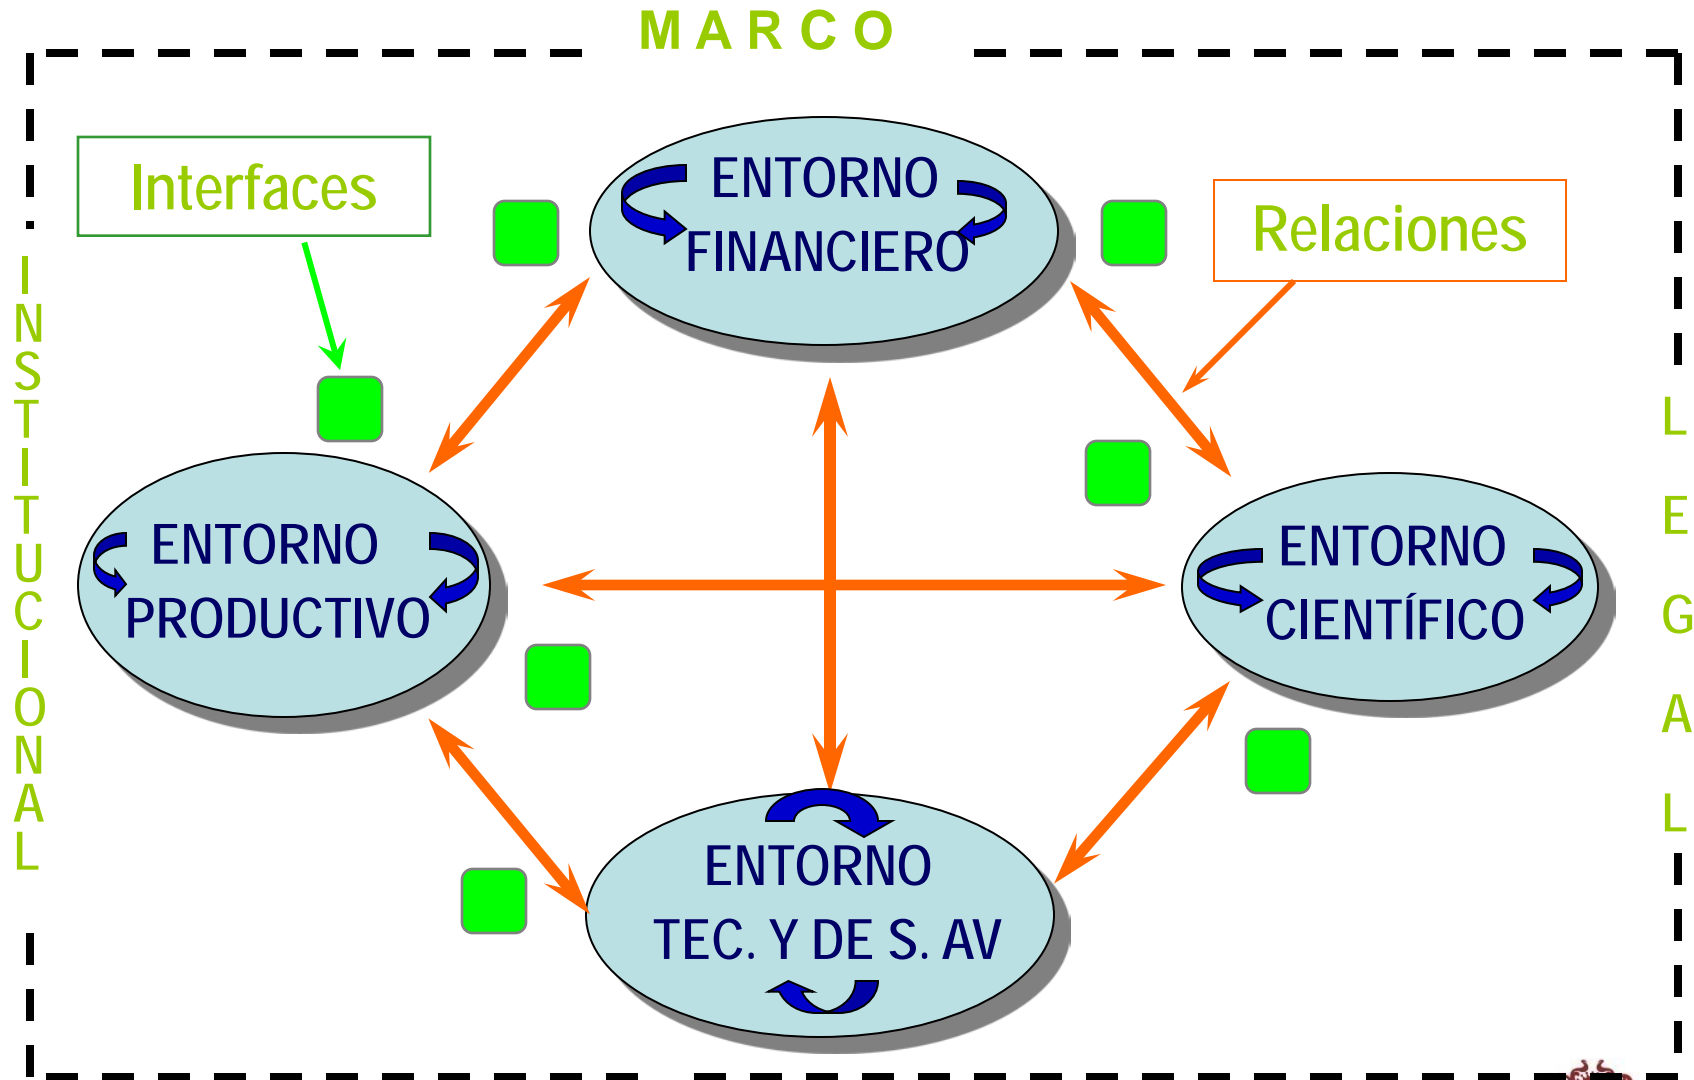 MARCO
Interfaces
Relaciones
ENTORNO
FINANCIERO
INSTITUCIONAL
LEGAL
ENTORNO
PRODUCTIVO
ENTORNO
CIENTÍFICO
ENTORNO
TEC. Y DE S. AV